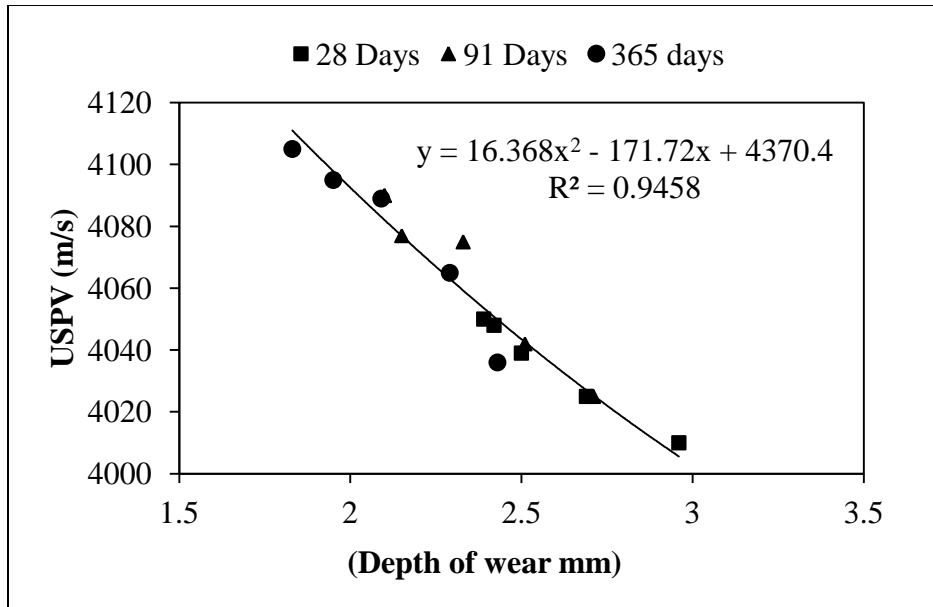 28 Days 91 Days 365 days
4120
4100
4080
4060
4040
4020
4000
USPV (m/s)
y = 16.368x² - 171.72x + 4370.4
R² = 0.9458
1.5 2 2.5 3 3.5
(Depth of wear mm)